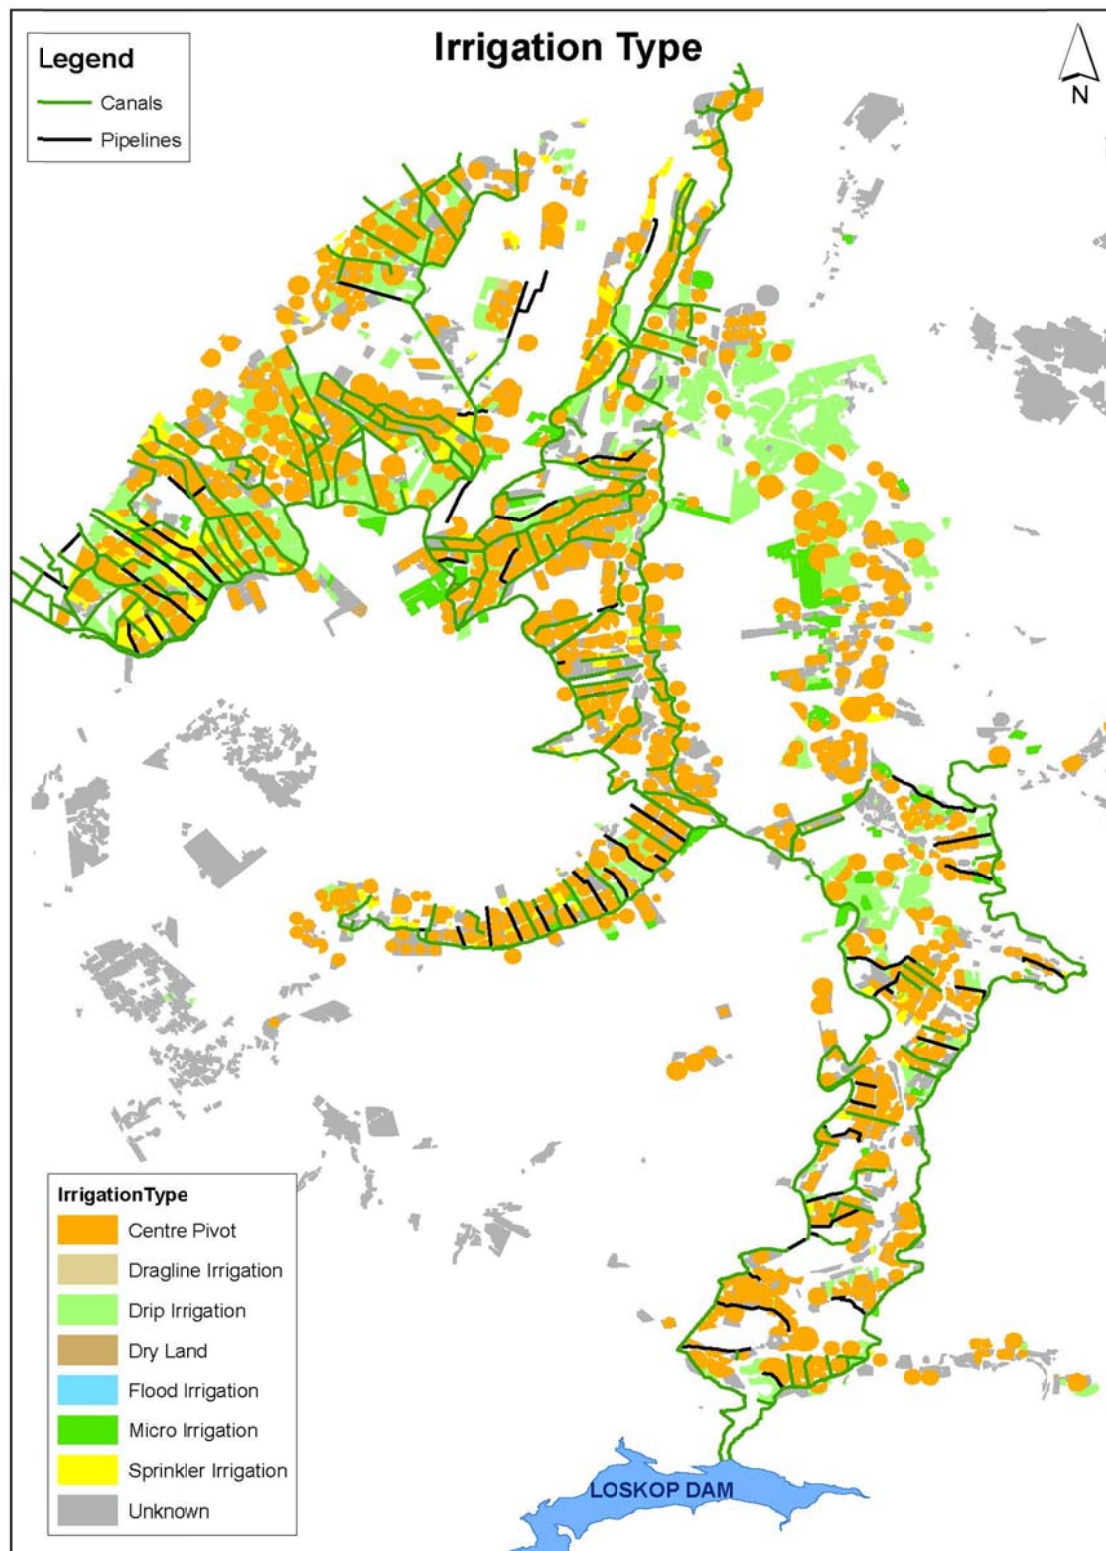 Irrigation Type
Legend
Canals
Pipelines
N
IrrigationType
Centre Pivot
Dragline Irrigation
Drip Irrigation
Dry Land
Flood Irrigation
Micro Irrigation
Sprinkler Irrigation
Unknown
LOSKOP DAM